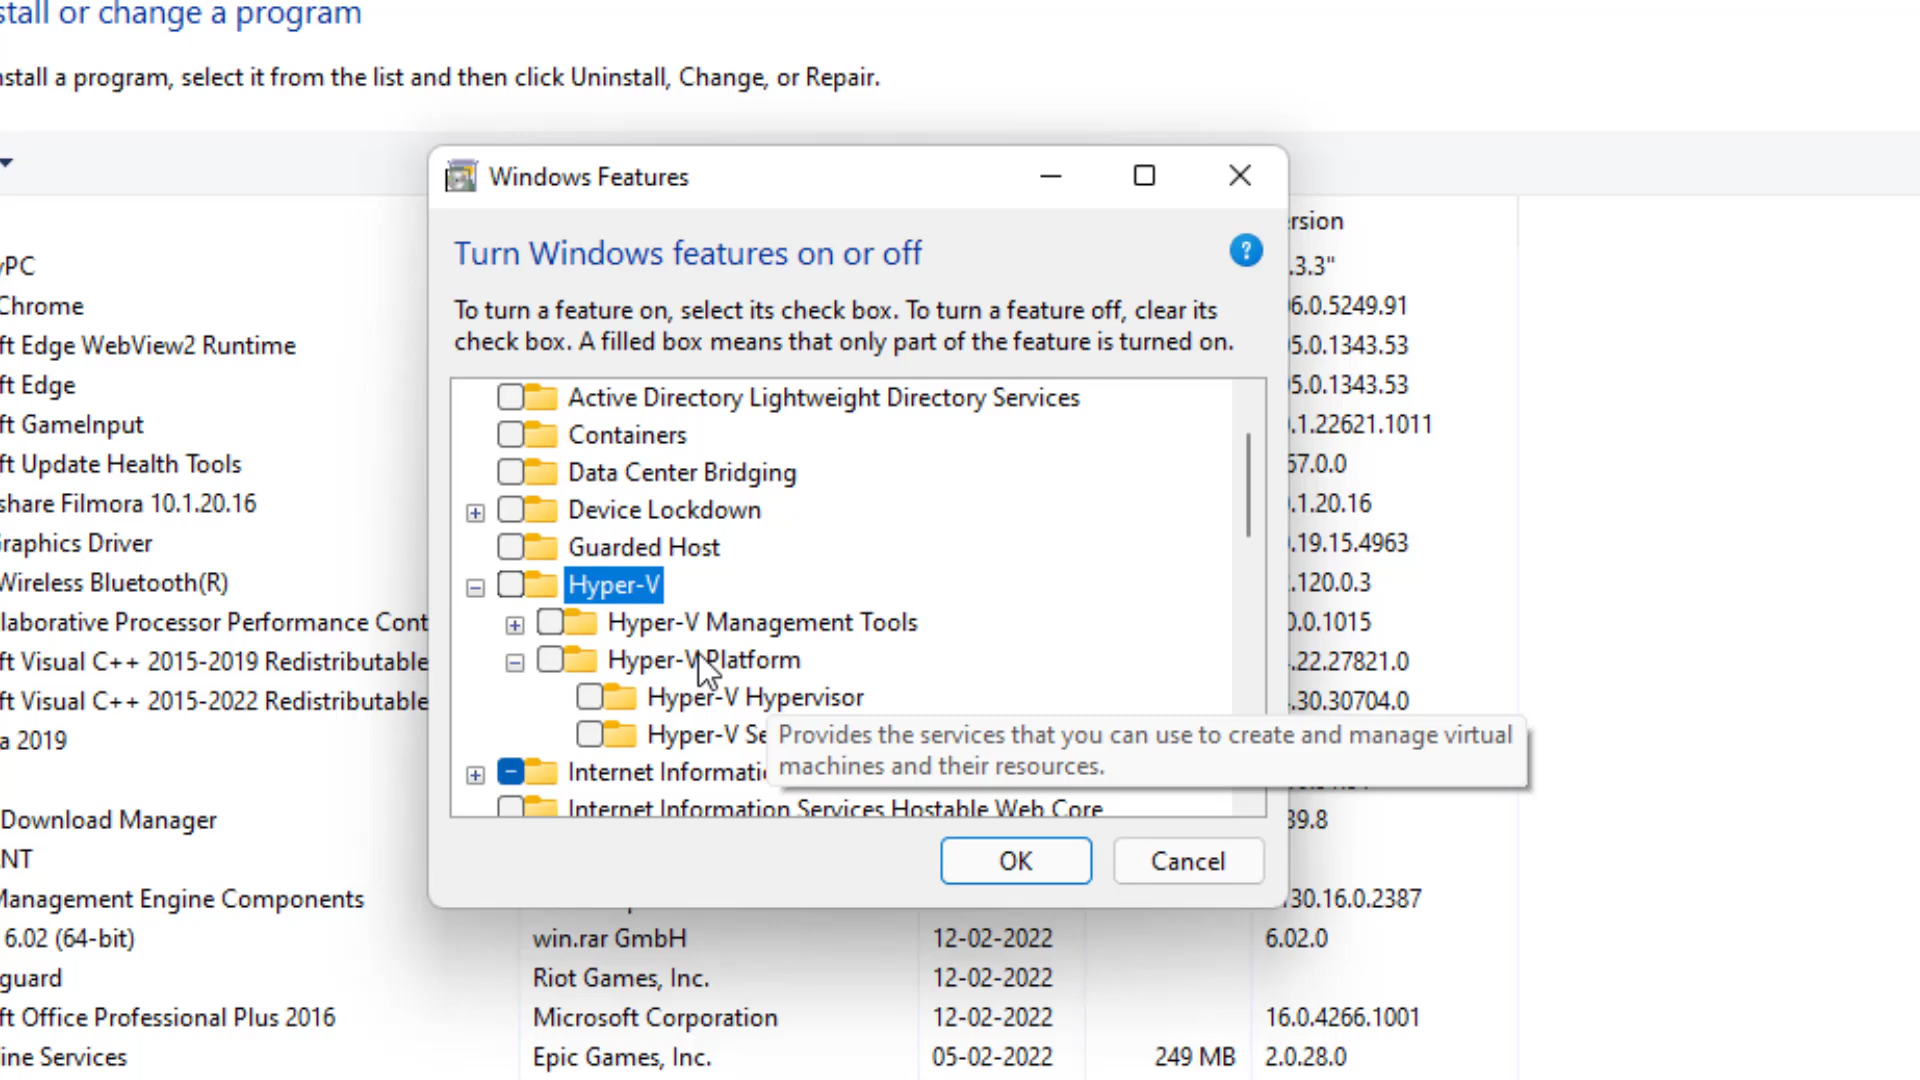 stall or change a program
nstall a program, select it from the list and then click Uninstall, Change, or Repair.
Windows Features
Turn Windows features on or off
To turn a feature on, select its check box. To turn a feature off, clear its
check box. A filled box means that only part of the feature is turned on.
Active Directory Lightweight Directory Services
Containers
Data Center Bridging
Device Lockdown
Guarded Host
Hyper-V
Hyper-V Management Tools
Hyper-V Platform
Hyper-V Hypervisor
Hyper-V Se
Provides the services that you can use to create and manage virtual
machines and their resources.
Internet Informati
Internet Information Services Hostable Web Core
OK
Cancel
rsion
yPC .3.3"
Chrome 06.0.5249.91
ft Edge WebView2 Runtime 05.0.1343.53
ft Edge 05.0.1343.53
ft GameInput .1.22621.1011
ft Update Health Tools 67.0.0
share Filmora 10.1.20.16 .1.20.16
raphics Driver .19.15.4963
Wireless Bluetooth(R) .120.0.3
laborative Processor Performance Cont 0.0.1015
ft Visual C++ 2015-2019 Redistributable .22.27821.0
ft Visual C++ 2015-2022 Redistributable .30.30704.0
a 2019
Download Manager 39.8
NT
Management Engine Components 30.16.0.2387
6.02 (64-bit) win.rar GmbH 12-02-2022 6.02.0
guard Riot Games, Inc. 12-02-2022
ft Office Professional Plus 2016 Microsoft Corporation 12-02-2022 16.0.4266.1001
ine Services Epic Games, Inc. 05-02-2022 249 MB 2.0.28.0